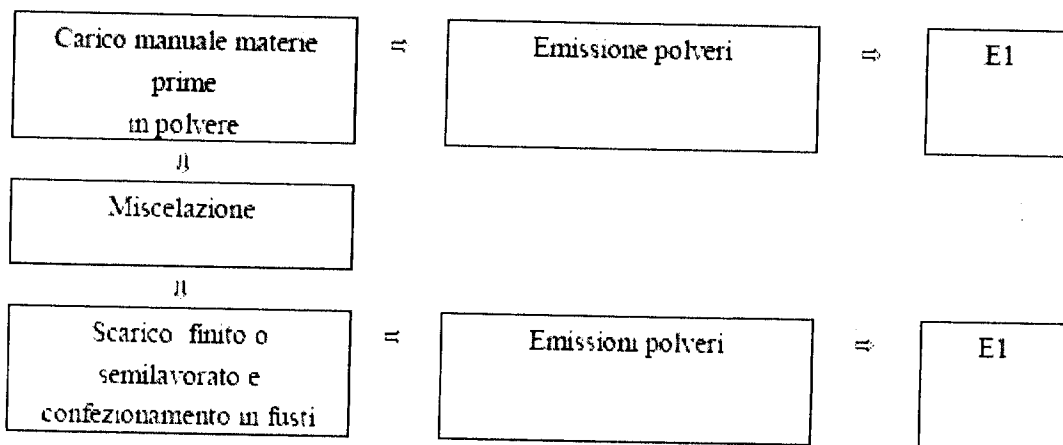 Carico manuale materie
prime
in polvere
⇒
Emissione polveri
⇒
E1
⇓
Miscelazione
⇓
Scarico finito o
semilavorato e
confezionamento in fusti
⇒
Emissioni polveri
⇒
E1